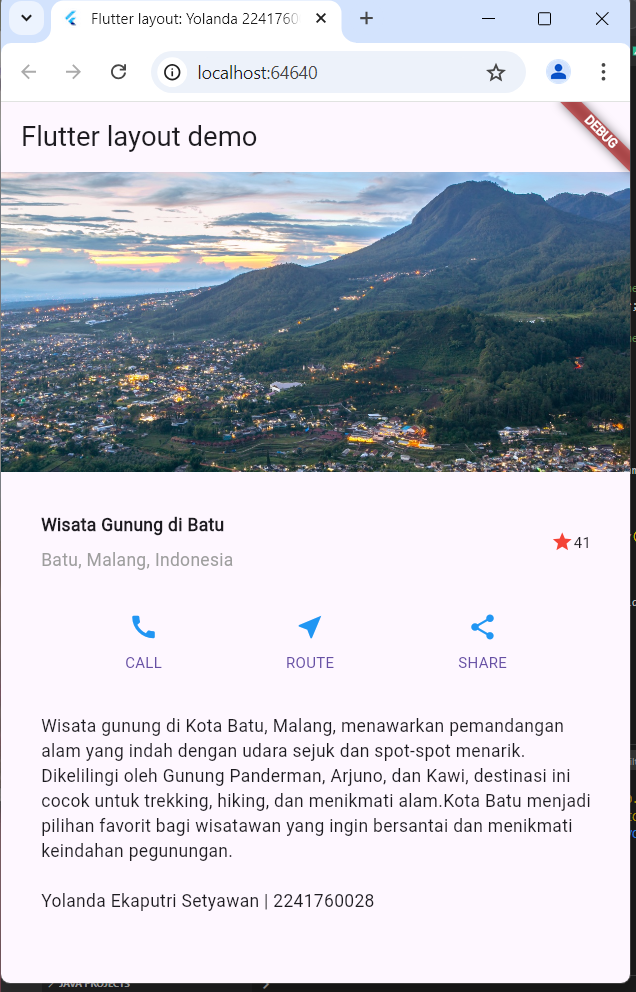 Flutter layout: Yolanda 2241760
localhost:64640
Flutter layout demo
DEBUG
Wisata Gunung di Batu
Batu, Malang, Indonesia
41
CALL ROUTE SHARE
Wisata gunung di Kota Batu, Malang, menawarkan pemandangan
alam yang indah dengan udara sejuk dan spot-spot menarik.
Dikelilingi oleh Gunung Panderman, Arjuno, dan Kawi, destinasi ini
cocok untuk trekking, hiking, dan menikmati alam.Kota Batu menjadi
pilihan favorit bagi wisatawan yang ingin bersantai dan menikmati
keindahan pegunungan.
Yolanda Ekaputri Setyawan | 2241760028
JAVA PROJECTS